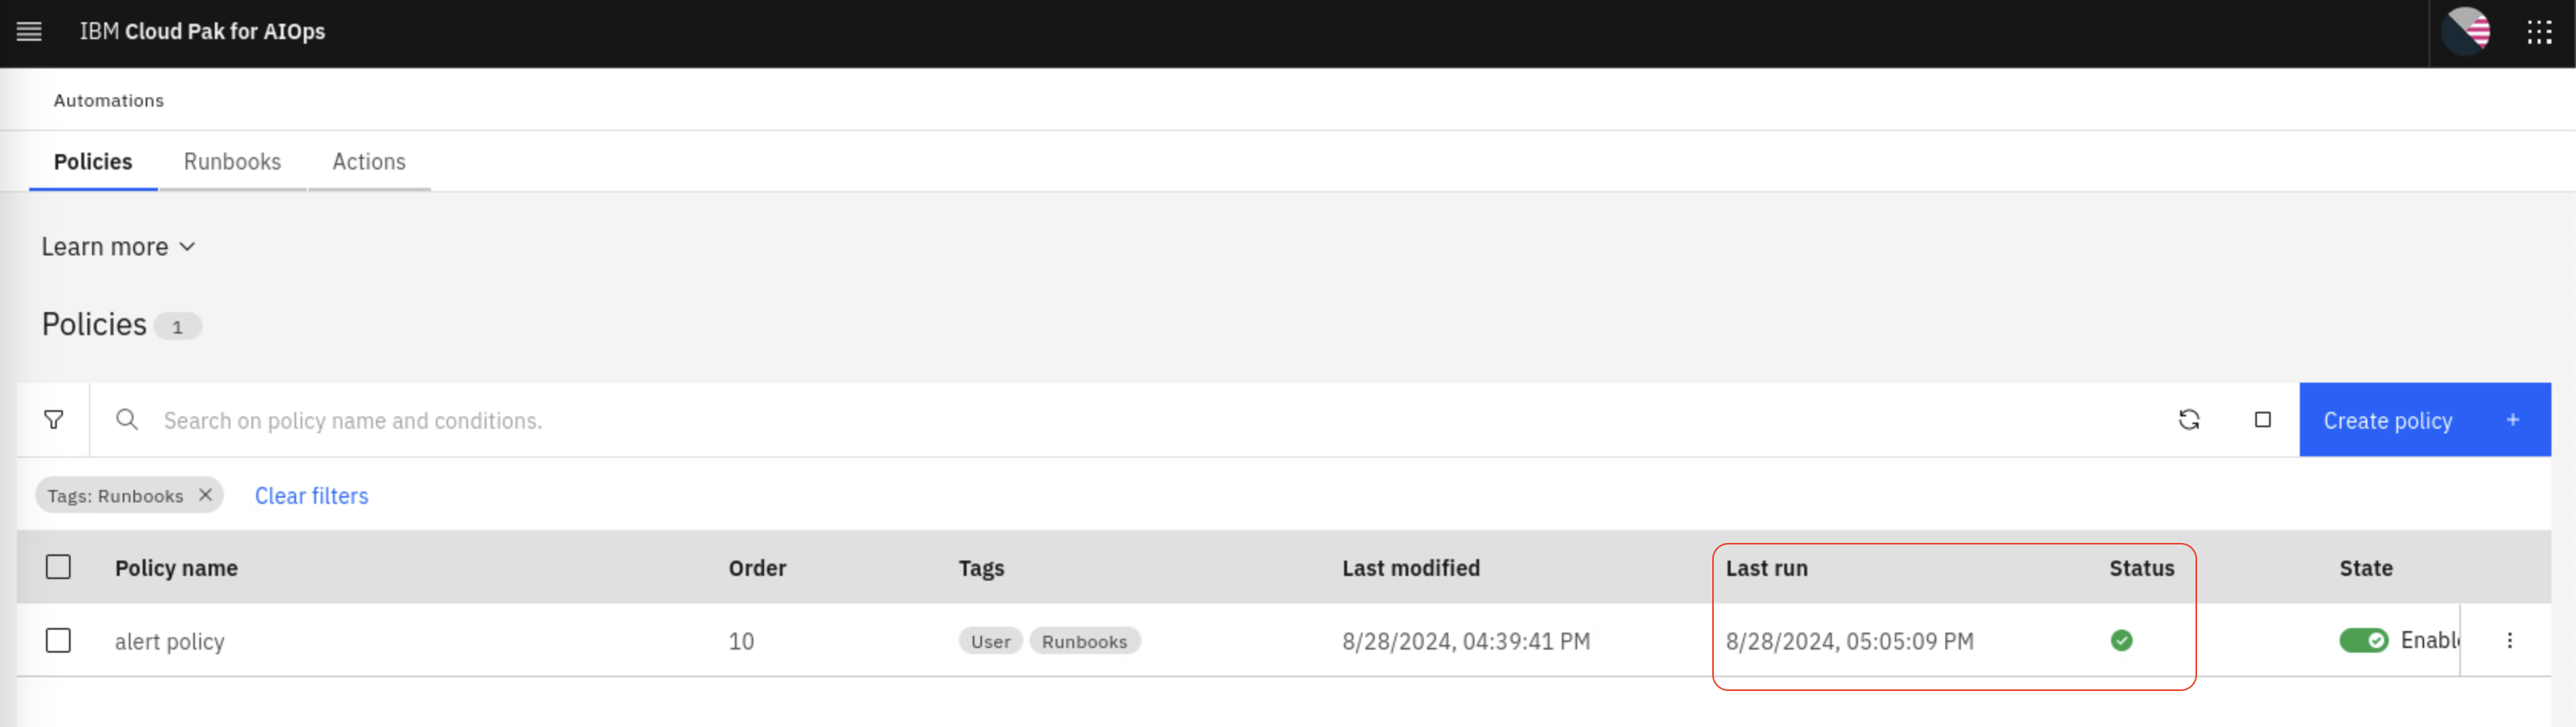 IBM Cloud Pak for AIOps
Automations
Policies Runbooks Actions
Learn more
Policies 1
Search on policy name and conditions. Create policy +
Tags: Runbooks × Clear filters
Policy name Order Tags Last modified Last run Status State
alert policy 10 User Runbooks 8/28/2024, 04:39:41 PM 8/28/2024, 05:05:09 PM Enabl